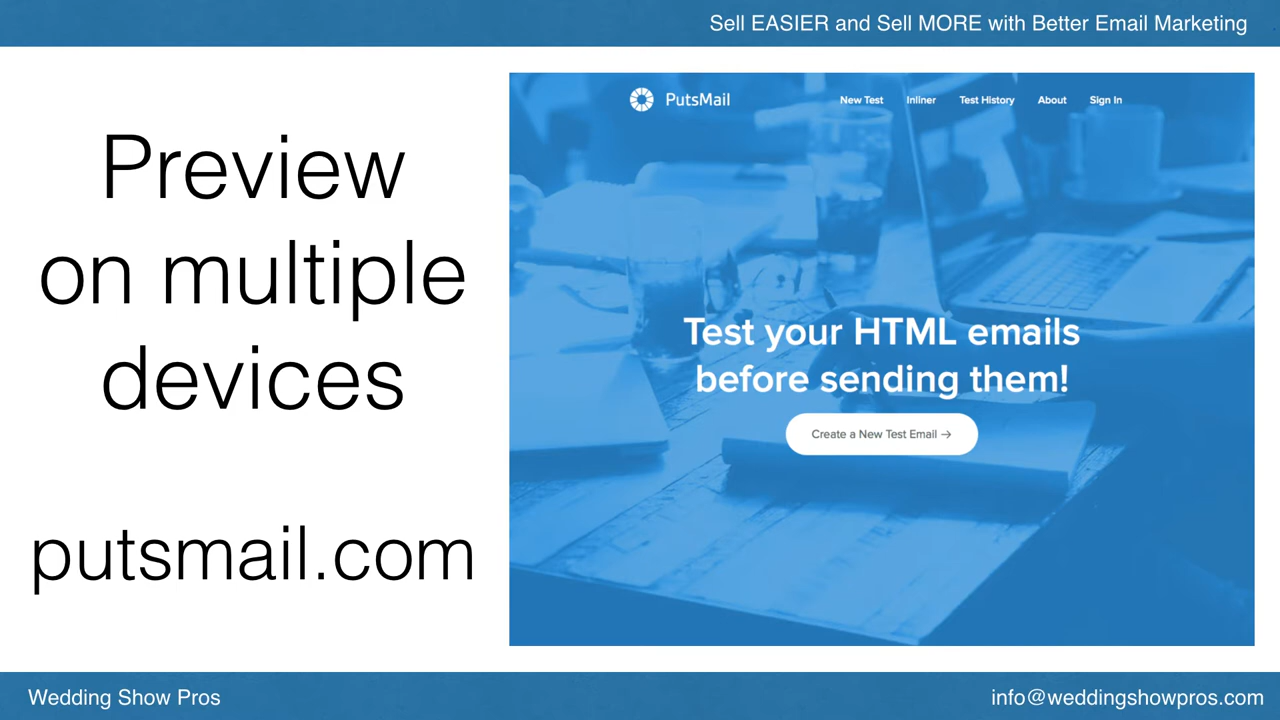 Sell EASIER and Sell MORE with Better Email Marketing
Preview
on multiple
devices
putsmail.com
PutsMail
New Test Inliner Test History About Sign In
Test your HTML emails
before sending them!
Create a New Test Email →
Wedding Show Pros
info@weddingshowpros.com